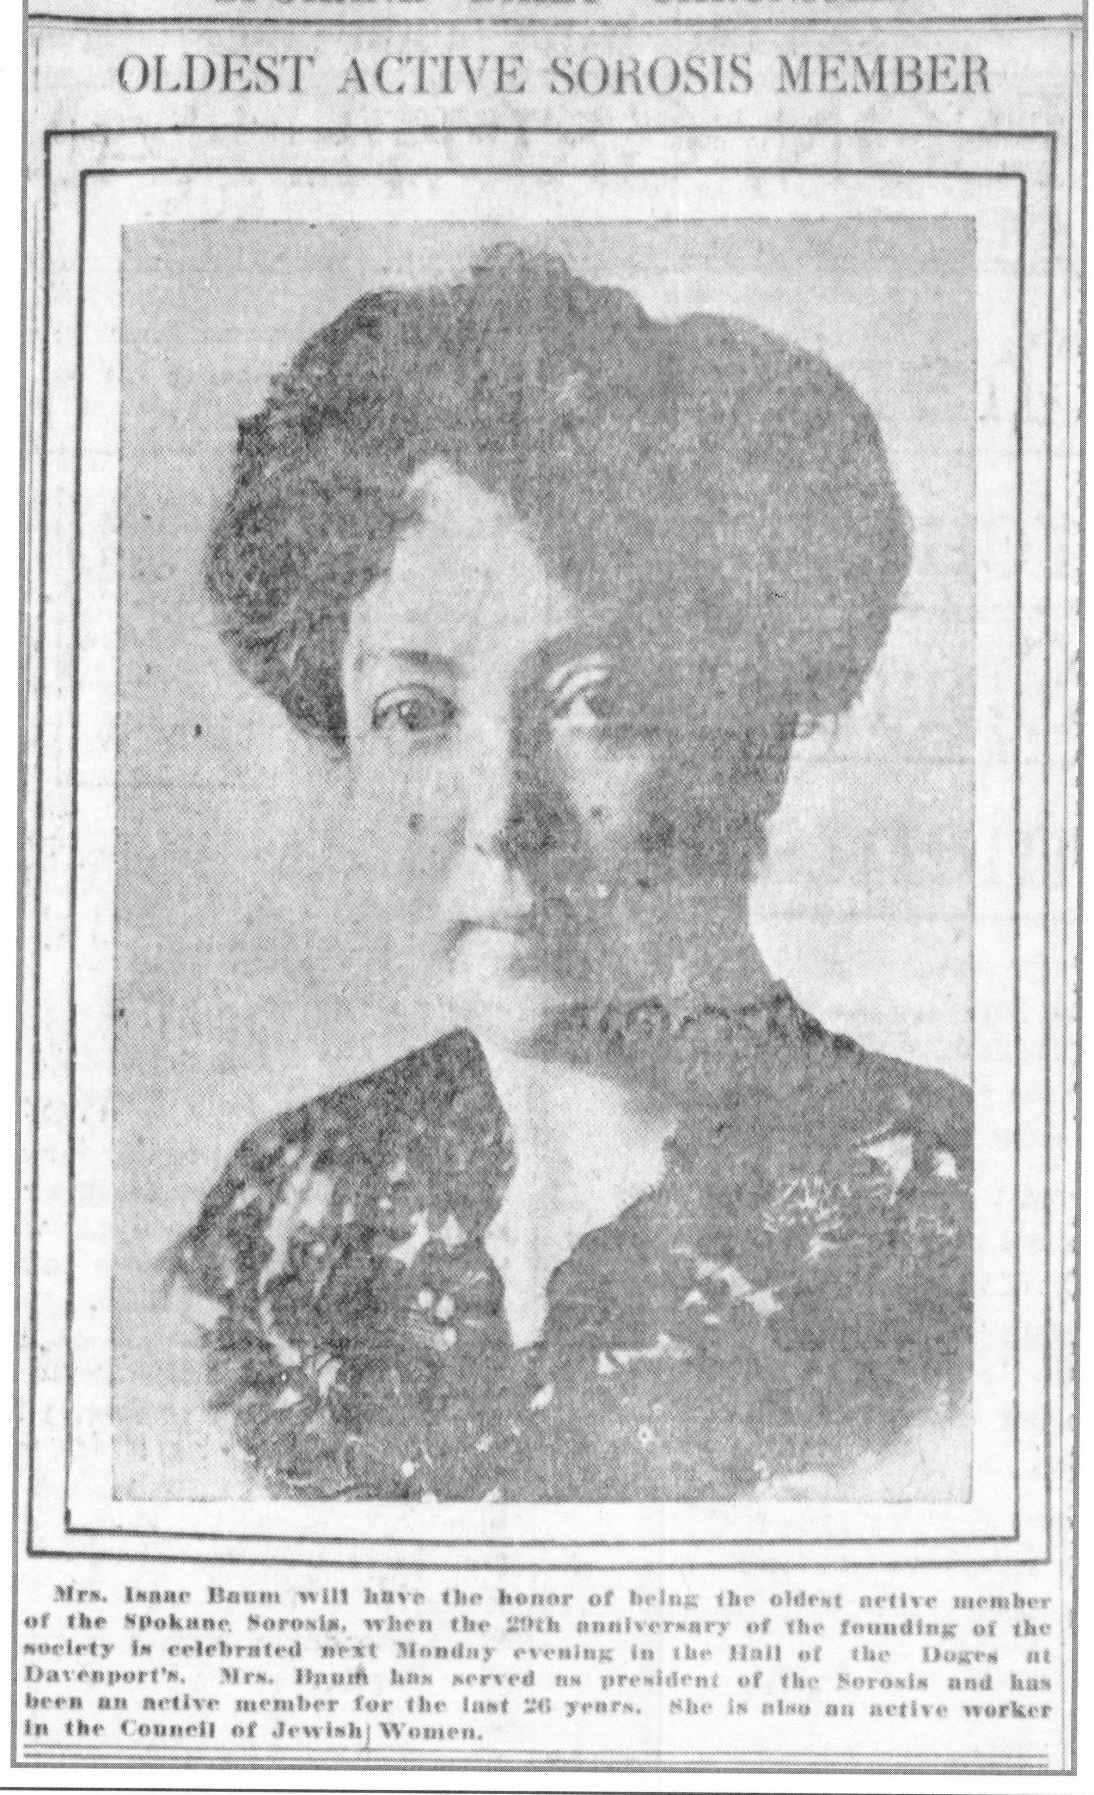 OLDEST ACTIVE SOROSIS MEMBER
Mrs. Isaac Baum will have the honor of being the oldest active member
of the Spokane Sorosis, when the 29th anniversary of the founding of the
society is celebrated next Monday evening in the Hall of the Doges at
Davenport's. Mrs. Baum has served as president of the Sorosis and has
been an active member for the last 26 years. She is also an active worker
in the Council of Jewish Women.